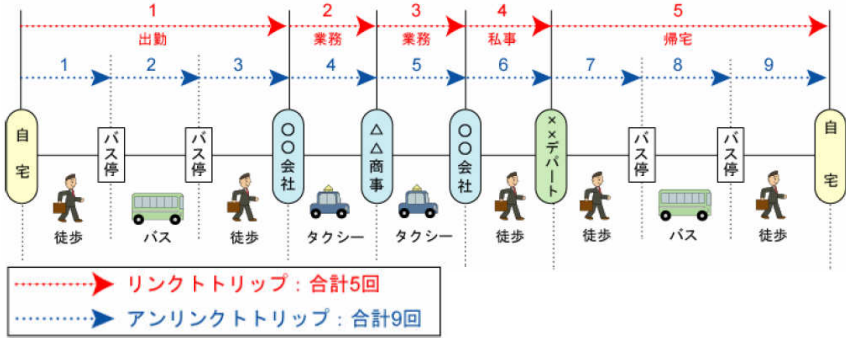 1 2 3 4 5
出勤 業務 業務 私事 帰宅
1 2 3 4 5 6 7 8 9
自宅 バス停 バス停 〇〇会社 △△商事 〇〇会社 ××デパート バス停 バス停 自宅
徒歩 バス 徒歩 タクシー タクシー 徒歩 徒歩 バス 徒歩
リンクトトリップ：合計5回
アンリンクトトリップ：合計9回